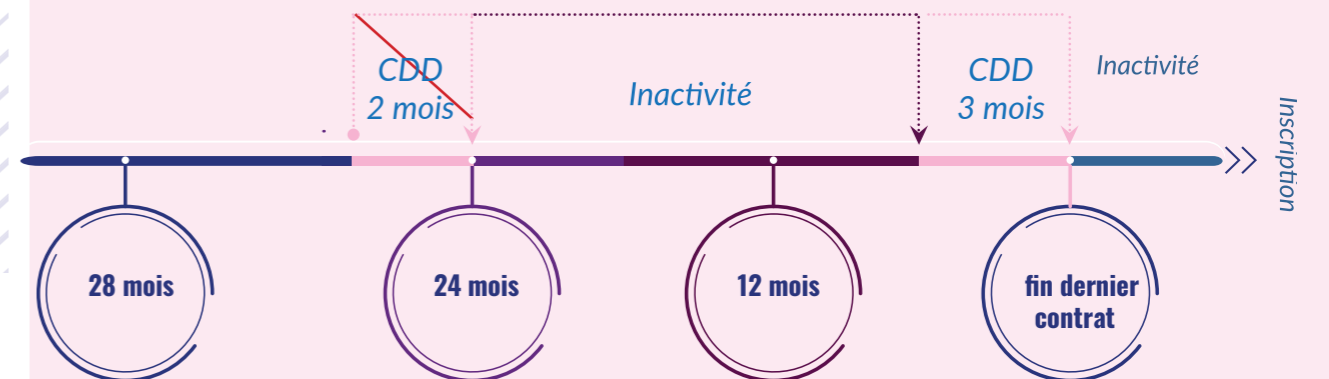 CDD
2 mois
Inactivité
CDD
3 mois
Inactivité
Inscription
28 mois
24 mois
12 mois
fin dernier
contrat